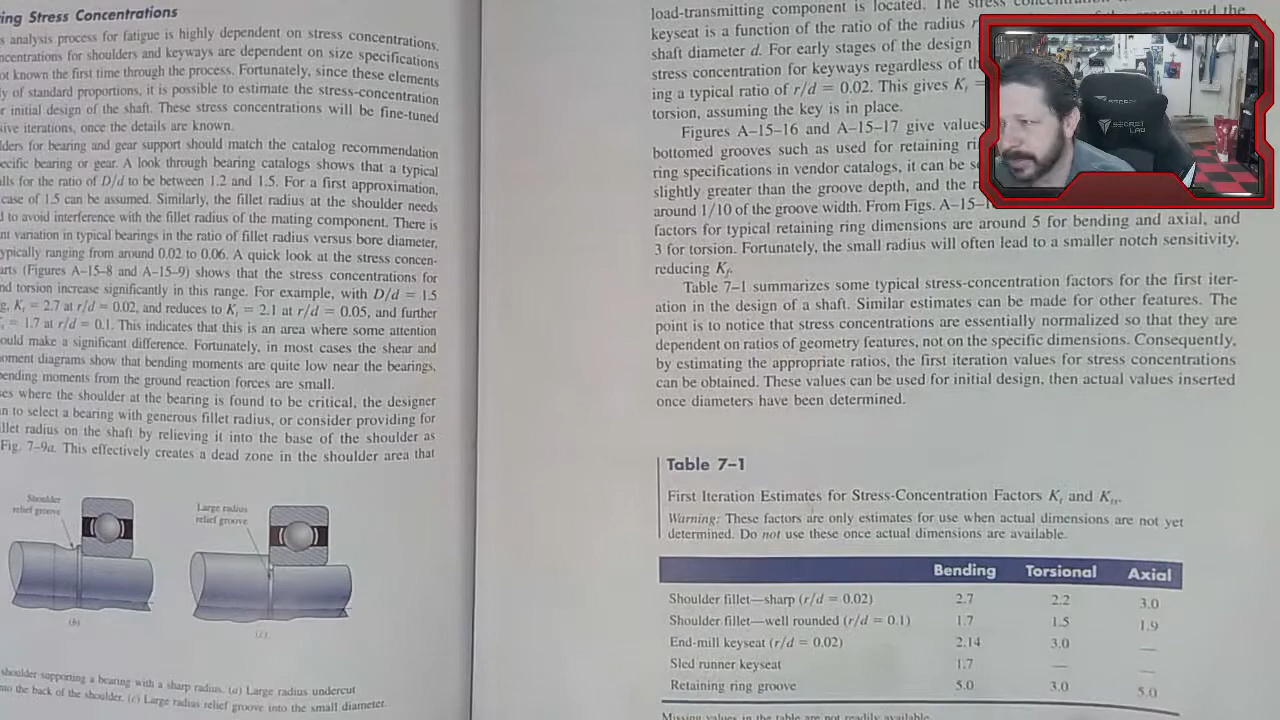 ing Stress Concentrations
s analysis process for fatigue is highly dependent on stress concentrations.
ncentrations for shoulders and keyways are dependent on size specifications
ot known the first time through the process. Fortunately, since these elements
ly of standard proportions, it is possible to estimate the stress-concentration
r initial design of the shaft. These stress concentrations will be fine-tuned
sive iterations, once the details are known.
lders for bearing and gear support should match the catalog recommendation
ecific bearing or gear. A look through bearing catalogs shows that a typical
alls for the ratio of D/d to be between 1.2 and 1.5. For a first approximation,
case of 1.5 can be assumed. Similarly, the fillet radius at the shoulder needs
d to avoid interference with the fillet radius of the mating component. There is
nt variation in typical bearings in the ratio of fillet radius versus bore diameter,
ypically ranging from around 0.02 to 0.06. A quick look at the stress concen-
arts (Figures A–15–8 and A–15–9) shows that the stress concentrations for
nd torsion increase significantly in this range. For example, with D/d = 1.5
g, Kt = 2.7 at r/d = 0.02, and reduces to Kt = 2.1 at r/d = 0.05, and further
= 1.7 at r/d = 0.1. This indicates that this is an area where some attention
ould make a significant difference. Fortunately, in most cases the shear and
oment diagrams show that bending moments are quite low near the bearings,
ending moments from the ground reaction forces are small.
es where the shoulder at the bearing is found to be critical, the designer
n to select a bearing with generous fillet radius, or consider providing for
illet radius on the shaft by relieving it into the base of the shoulder as
Fig. 7–9a. This effectively creates a dead zone in the shoulder area that
Shoulder
relief groove
Large radius
relief groove
(b)
(c)
shoulder supporting a bearing with a sharp radius. (a) Large radius undercut
into the back of the shoulder. (c) Large radius relief groove into the small diameter.
load-transmitting component is located. The stress
keyseat is a function of the ratio of the radius r and the
shaft diameter d. For early stages of the design
stress concentration for keyways regardless of th
ing a typical ratio of r/d = 0.02. This gives Kt =
torsion, assuming the key is in place.
Figures A–15–16 and A–15–17 give values
bottomed grooves such as used for retaining ri
ring specifications in vendor catalogs, it can be se
slightly greater than the groove depth, and the r
around 1/10 of the groove width. From Figs. A–15–1
factors for typical retaining ring dimensions are around 5 for bending and axial, and
3 for torsion. Fortunately, the small radius will often lead to a smaller notch sensitivity,
reducing Kf.
Table 7–1 summarizes some typical stress-concentration factors for the first iter-
ation in the design of a shaft. Similar estimates can be made for other features. The
point is to notice that stress concentrations are essentially normalized so that they are
dependent on ratios of geometry features, not on the specific dimensions. Consequently,
by estimating the appropriate ratios, the first iteration values for stress concentrations
can be obtained. These values can be used for initial design, then actual values inserted
once diameters have been determined.
Table 7–1
First Iteration Estimates for Stress-Concentration Factors Kt and Kts.
Warning: These factors are only estimates for use when actual dimensions are not yet
determined. Do not use these once actual dimensions are available.
Bending Torsional Axial
Shoulder fillet—sharp (r/d = 0.02) 2.7 2.2 3.0
Shoulder fillet—well rounded (r/d = 0.1) 1.7 1.5 1.9
End-mill keyseat (r/d = 0.02) 2.14 3.0 —
Sled runner keyseat 1.7 — —
Retaining ring groove 5.0 3.0 5.0
Missing values in the table are not readily available.
SECRET
LAB